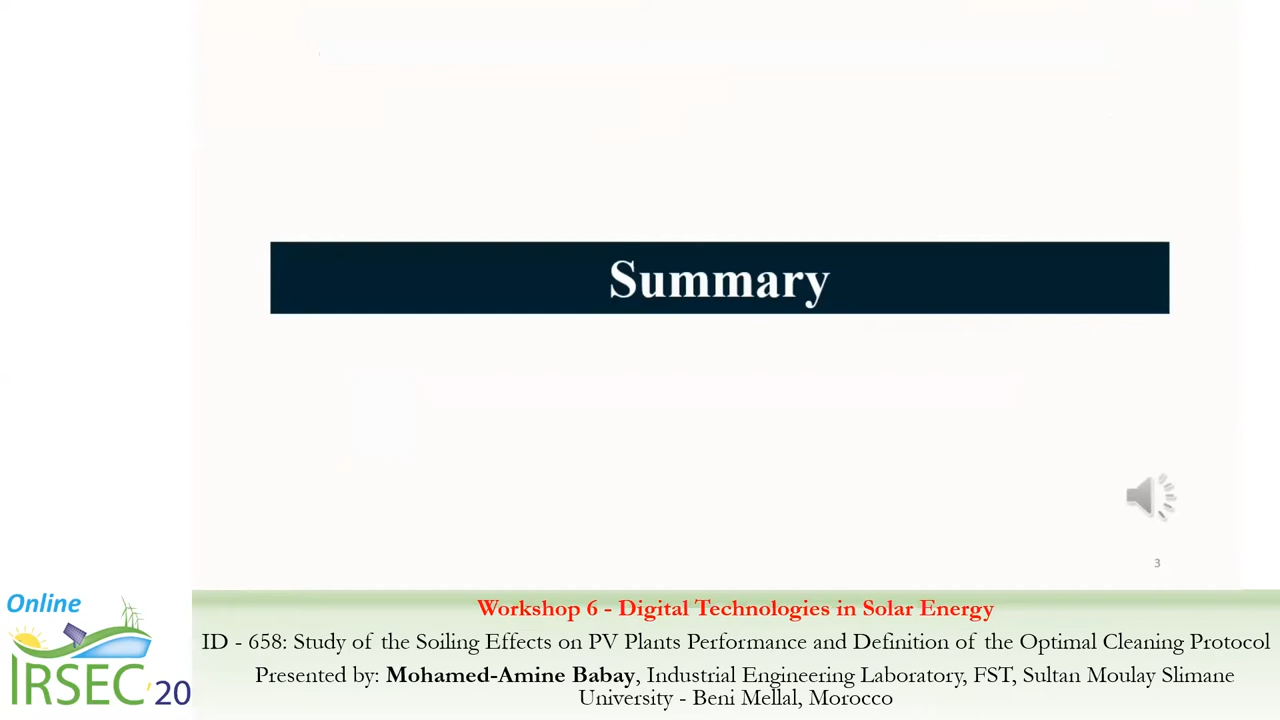 Summary
3
Online
IRSEC'20
Workshop 6 - Digital Technologies in Solar Energy
ID - 658: Study of the Soiling Effects on PV Plants Performance and Definition of the Optimal Cleaning Protocol
Presented by: Mohamed-Amine Babay, Industrial Engineering Laboratory, FST, Sultan Moulay Slimane
University - Beni Mellal, Morocco